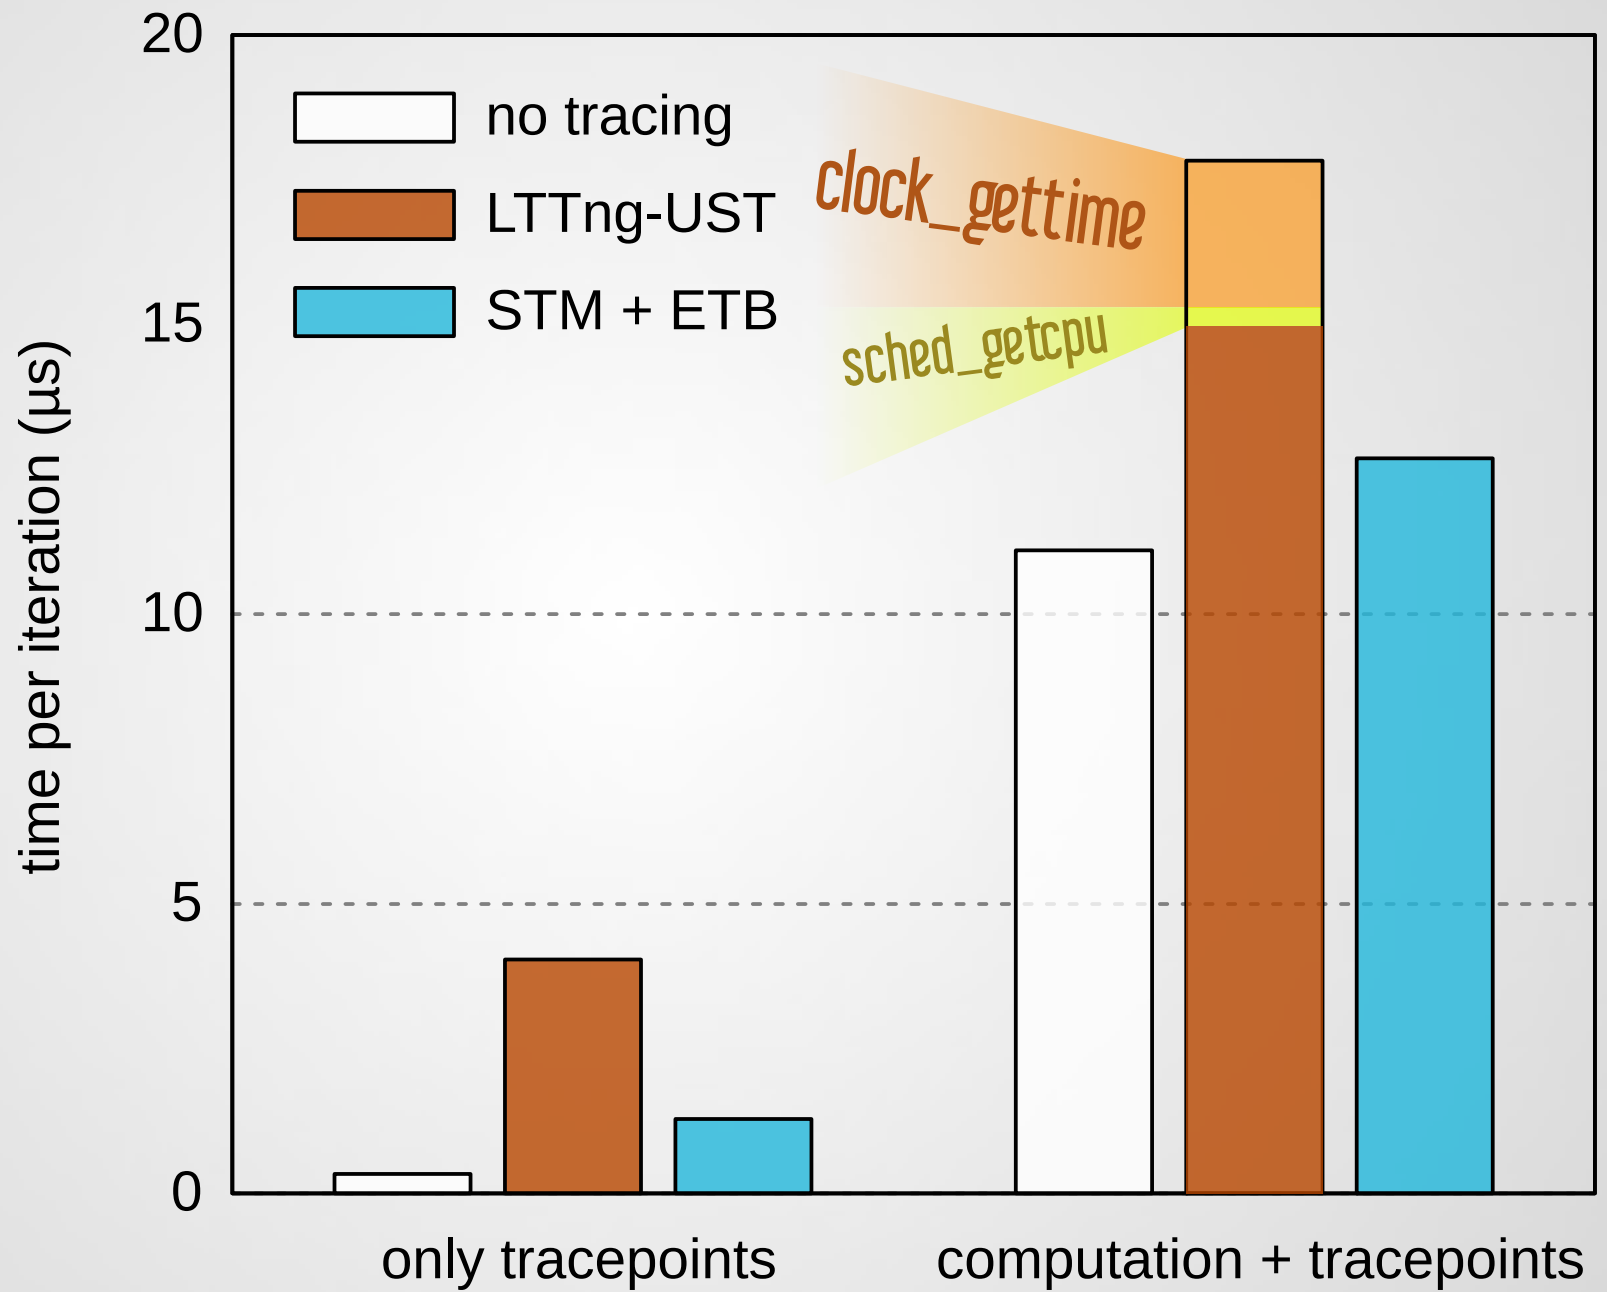 20
no tracing
LTTng-UST
STM + ETB
clock_gettime
sched_getcpu
15
10
5
0
time per iteration (µs)
only tracepoints
computation + tracepoints